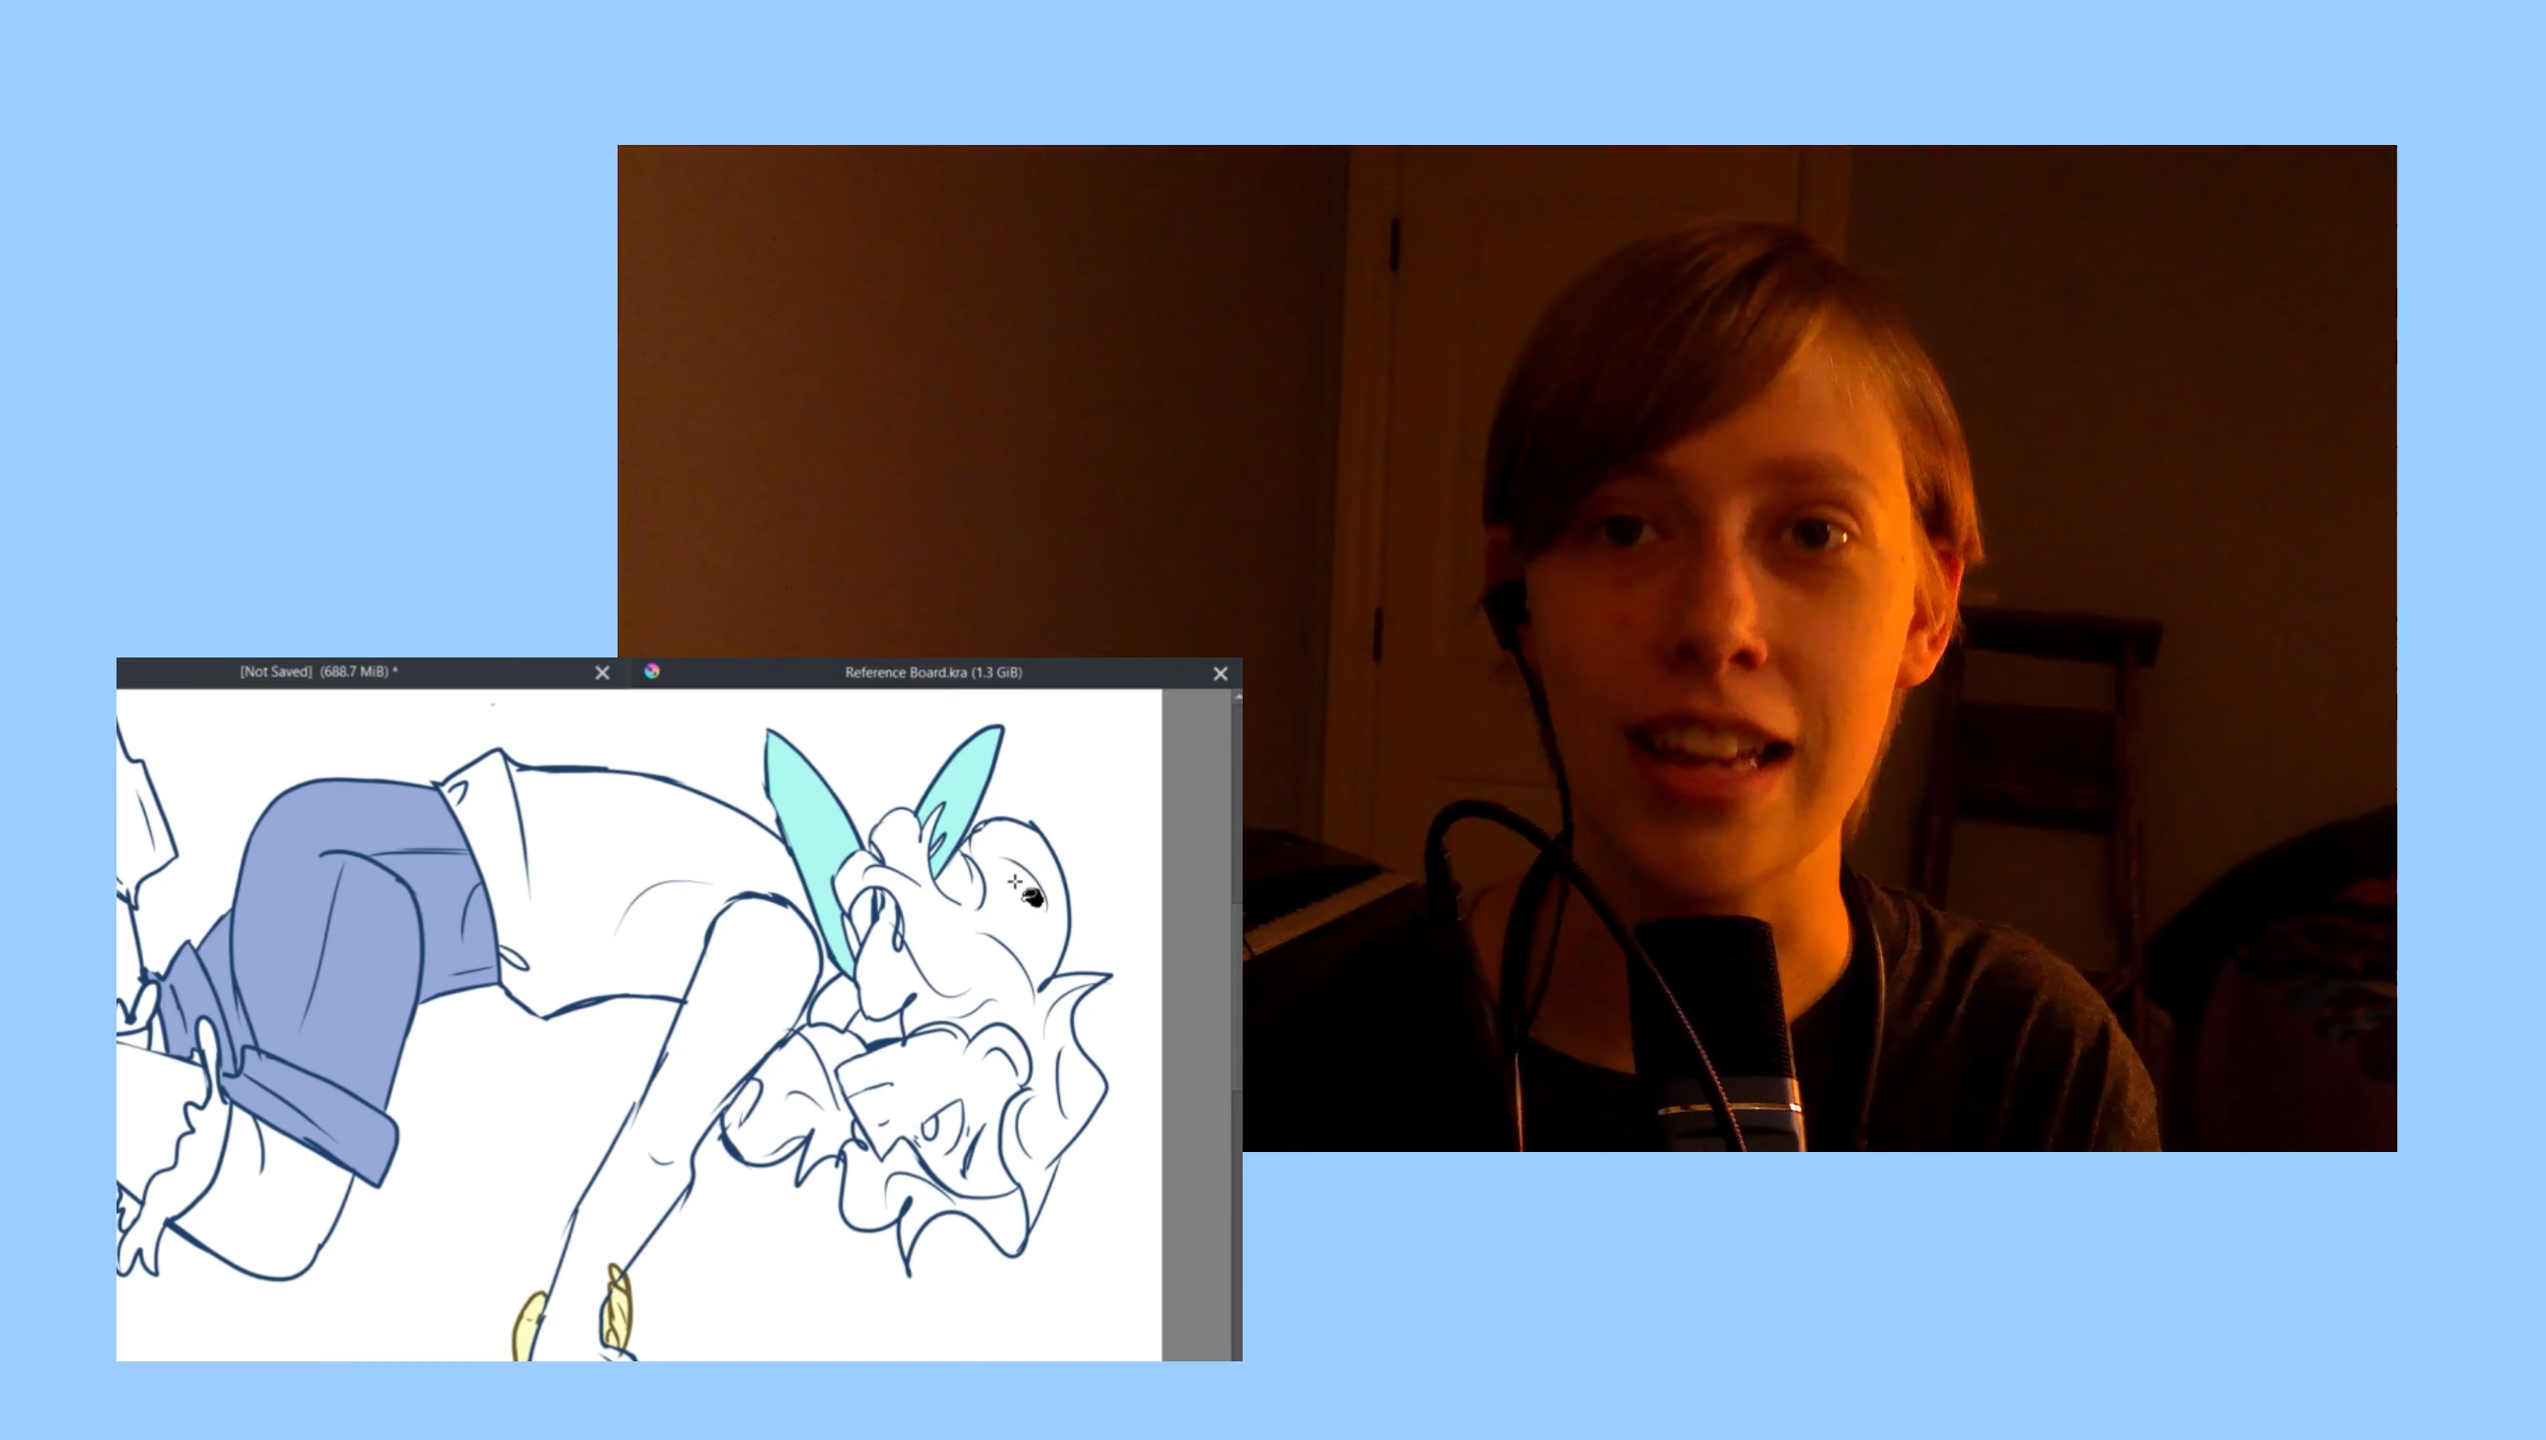 [Not Saved] (688.7 MiB) *
Reference Board.kra (1.3 GiB)